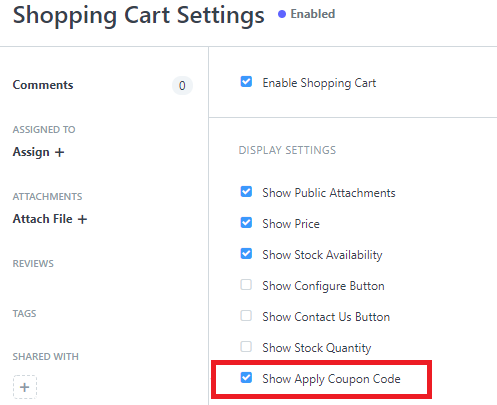 Shopping Cart Settings
Enabled
Comments
0
ASSIGNED TO
Assign +
ATTACHMENTS
Attach File +
REVIEWS
TAGS
SHARED WITH
+
Enable Shopping Cart
DISPLAY SETTINGS
Show Public Attachments
Show Price
Show Stock Availability
Show Configure Button
Show Contact Us Button
Show Stock Quantity
Show Apply Coupon Code